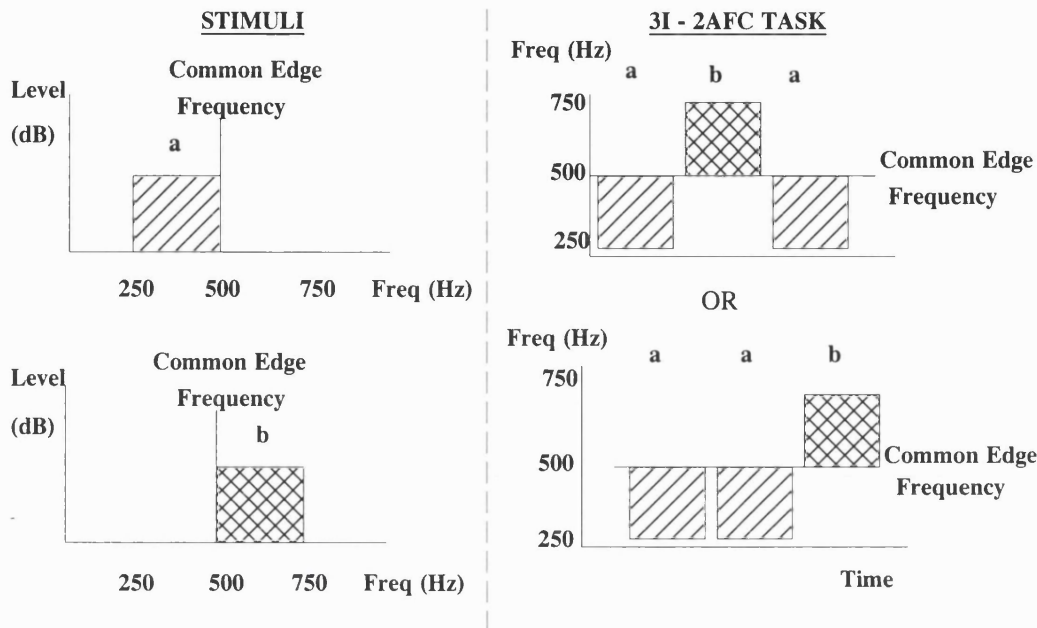 STIMULI
Common Edge
Frequency
Level
(dB)
a
250 500 750 Freq (Hz)
Common Edge
Frequency
Level
(dB)
b
250 500 750 Freq (Hz)
3I - 2AFC TASK
Freq (Hz)
a b a
750
500
250
Common Edge
Frequency
OR
Freq (Hz)
a a b
750
500
250
Common Edge
Frequency
Time